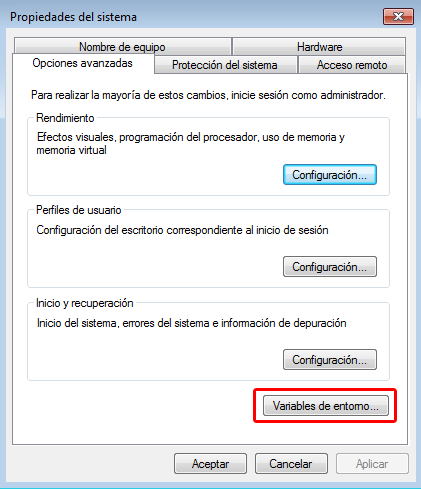 Propiedades del sistema
Nombre de equipo
Hardware
Opciones avanzadas
Protección del sistema
Acceso remoto
Para realizar la mayoría de estos cambios, inicie sesión como administrador.
Rendimiento
Efectos visuales, programación del procesador, uso de memoria y
memoria virtual
Configuración...
Perfiles de usuario
Configuración del escritorio correspondiente al inicio de sesión
Configuración...
Inicio y recuperación
Inicio del sistema, errores del sistema e información de depuración
Configuración...
Variables de entorno...
Aceptar
Cancelar
Aplicar